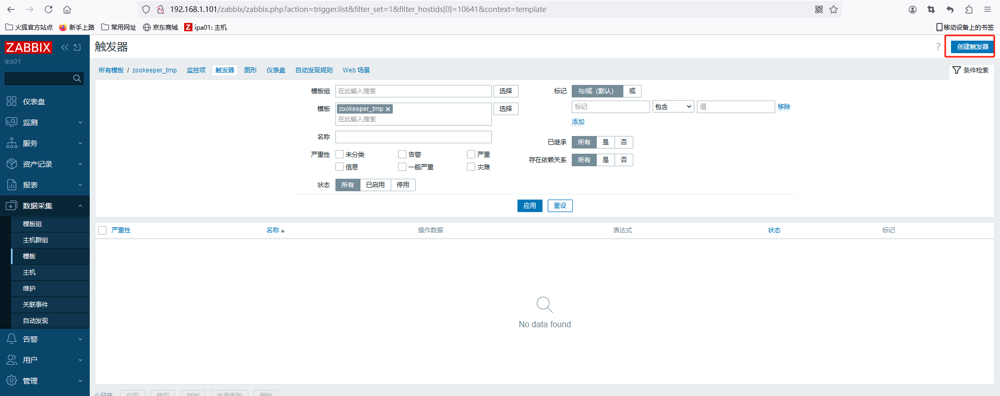 192.168.1.101/zabbix/zabbix.php?action=trigger.list&filter_set=1&filter_hostids[0]=10641&context=template
火狐官方站点 新手上路 常用网址 京东商城 Z ipa01: 主机 移动设备上的书签
ZABBIX
ipa01
仪表盘
监测
服务
资产记录
报表
数据采集
模板组
主机群组
模板
主机
维护
关联事件
自动发现
告警
用户
管理
触发器
? 创建触发器
所有模板 / zookeeper_tmp 监控项 触发器 图形 仪表盘 自动发现规则 Web 场景
条件检索
模板组 在此输入搜索 选择
模板 zookeeper_tmp 选择
在此输入搜索
名称
严重性 未分类 告警 严重
信息 一般严重 灾难
状态 所有 已启用 停用
标记 与/或（默认） 或
标记 包含 值 移除
添加
已继承 所有 是 否
存在依赖关系 所有 是 否
应用 重设
严重性 名称 操作数据 表达式 状态 标记
No data found
0 已选 启用 禁用 复制 批量更新 删除